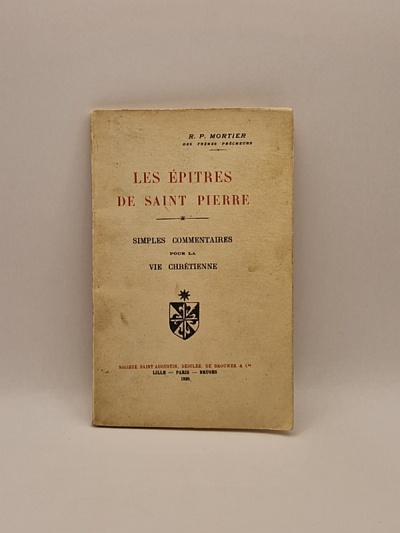 R. P. MORTIER
DES FRÈRES PRÊCHEURS
LES ÉPITRES
DE SAINT PIERRE
SIMPLES COMMENTAIRES
POUR LA
VIE CHRÉTIENNE
SOCIÉTÉ SAINT AUGUSTIN, DESCLÉE, DE BROUWER & Cie
LILLE — PARIS — BRUGES